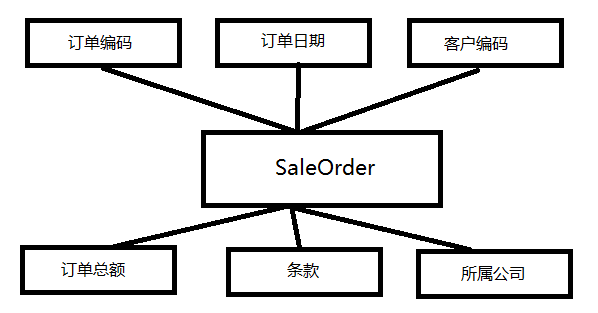 订单编码
订单日期
客户编码
SaleOrder
订单总额
条款
所属公司